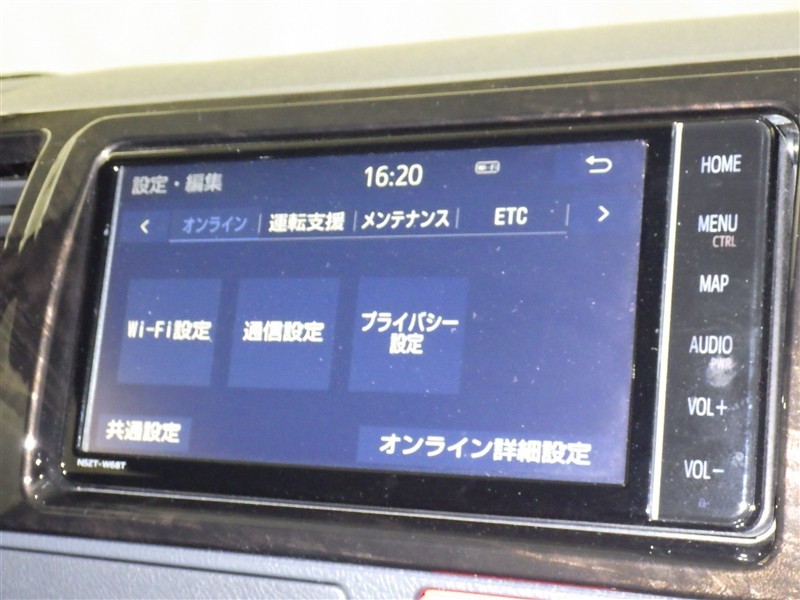 設定・編集 16:20 Wi-Fi
オンライン 運転支援 メンテナンス ETC
Wi-Fi設定 通信設定 プライバシー
設定
共通設定 オンライン詳細設定
NSZT-W68T
HOME
MENU
CTRL
MAP
AUDIO
PWR
VOL+
VOL-